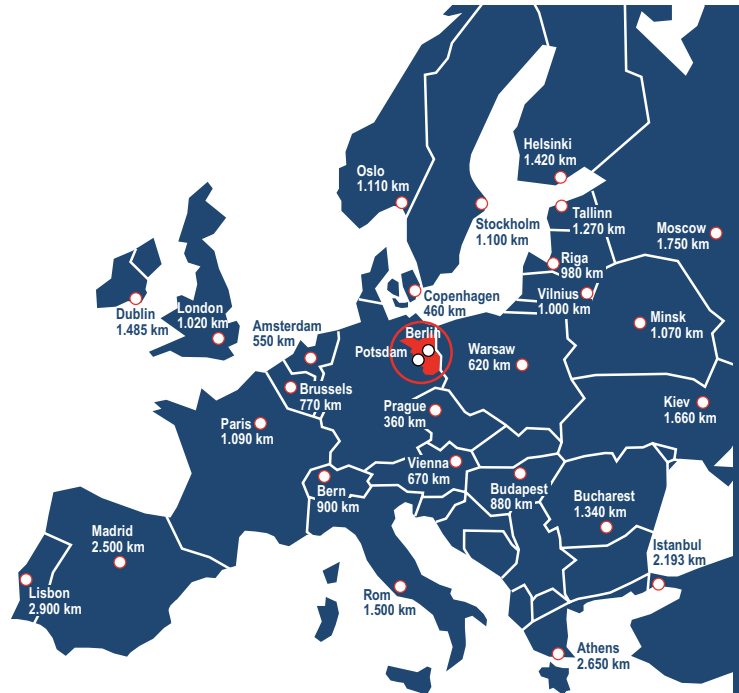 Helsinki
1.420 km
Oslo
1.110 km
Stockholm
1.100 km
Tallinn
1.270 km
Moscow
1.750 km
Riga
980 km
Dublin
1.485 km
London
1.020 km
Copenhagen
460 km
Vilnius
1.000 km
Minsk
1.070 km
Amsterdam
550 km
Berlin
Potsdam
Warsaw
620 km
Brussels
770 km
Prague
360 km
Kiev
1.660 km
Paris
1.090 km
Vienna
670 km
Bern
900 km
Budapest
880 km
Bucharest
1.340 km
Madrid
2.500 km
Istanbul
2.193 km
Lisbon
2.900 km
Rom
1.500 km
Athens
2.650 km